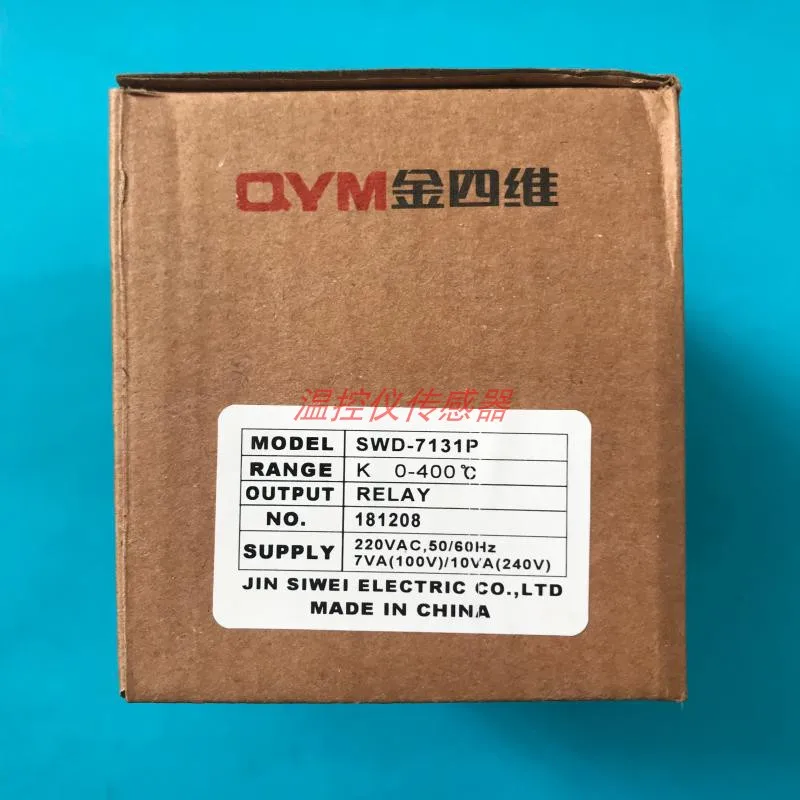 QYM金四维
温控仪传感器
MODEL SWD-7131P
RANGE K 0-400℃
OUTPUT RELAY
NO. 181208
SUPPLY 220VAC,50/60Hz
7VA(100V)/10VA(240V)
JIN SIWEI ELECTRIC CO.,LTD
MADE IN CHINA